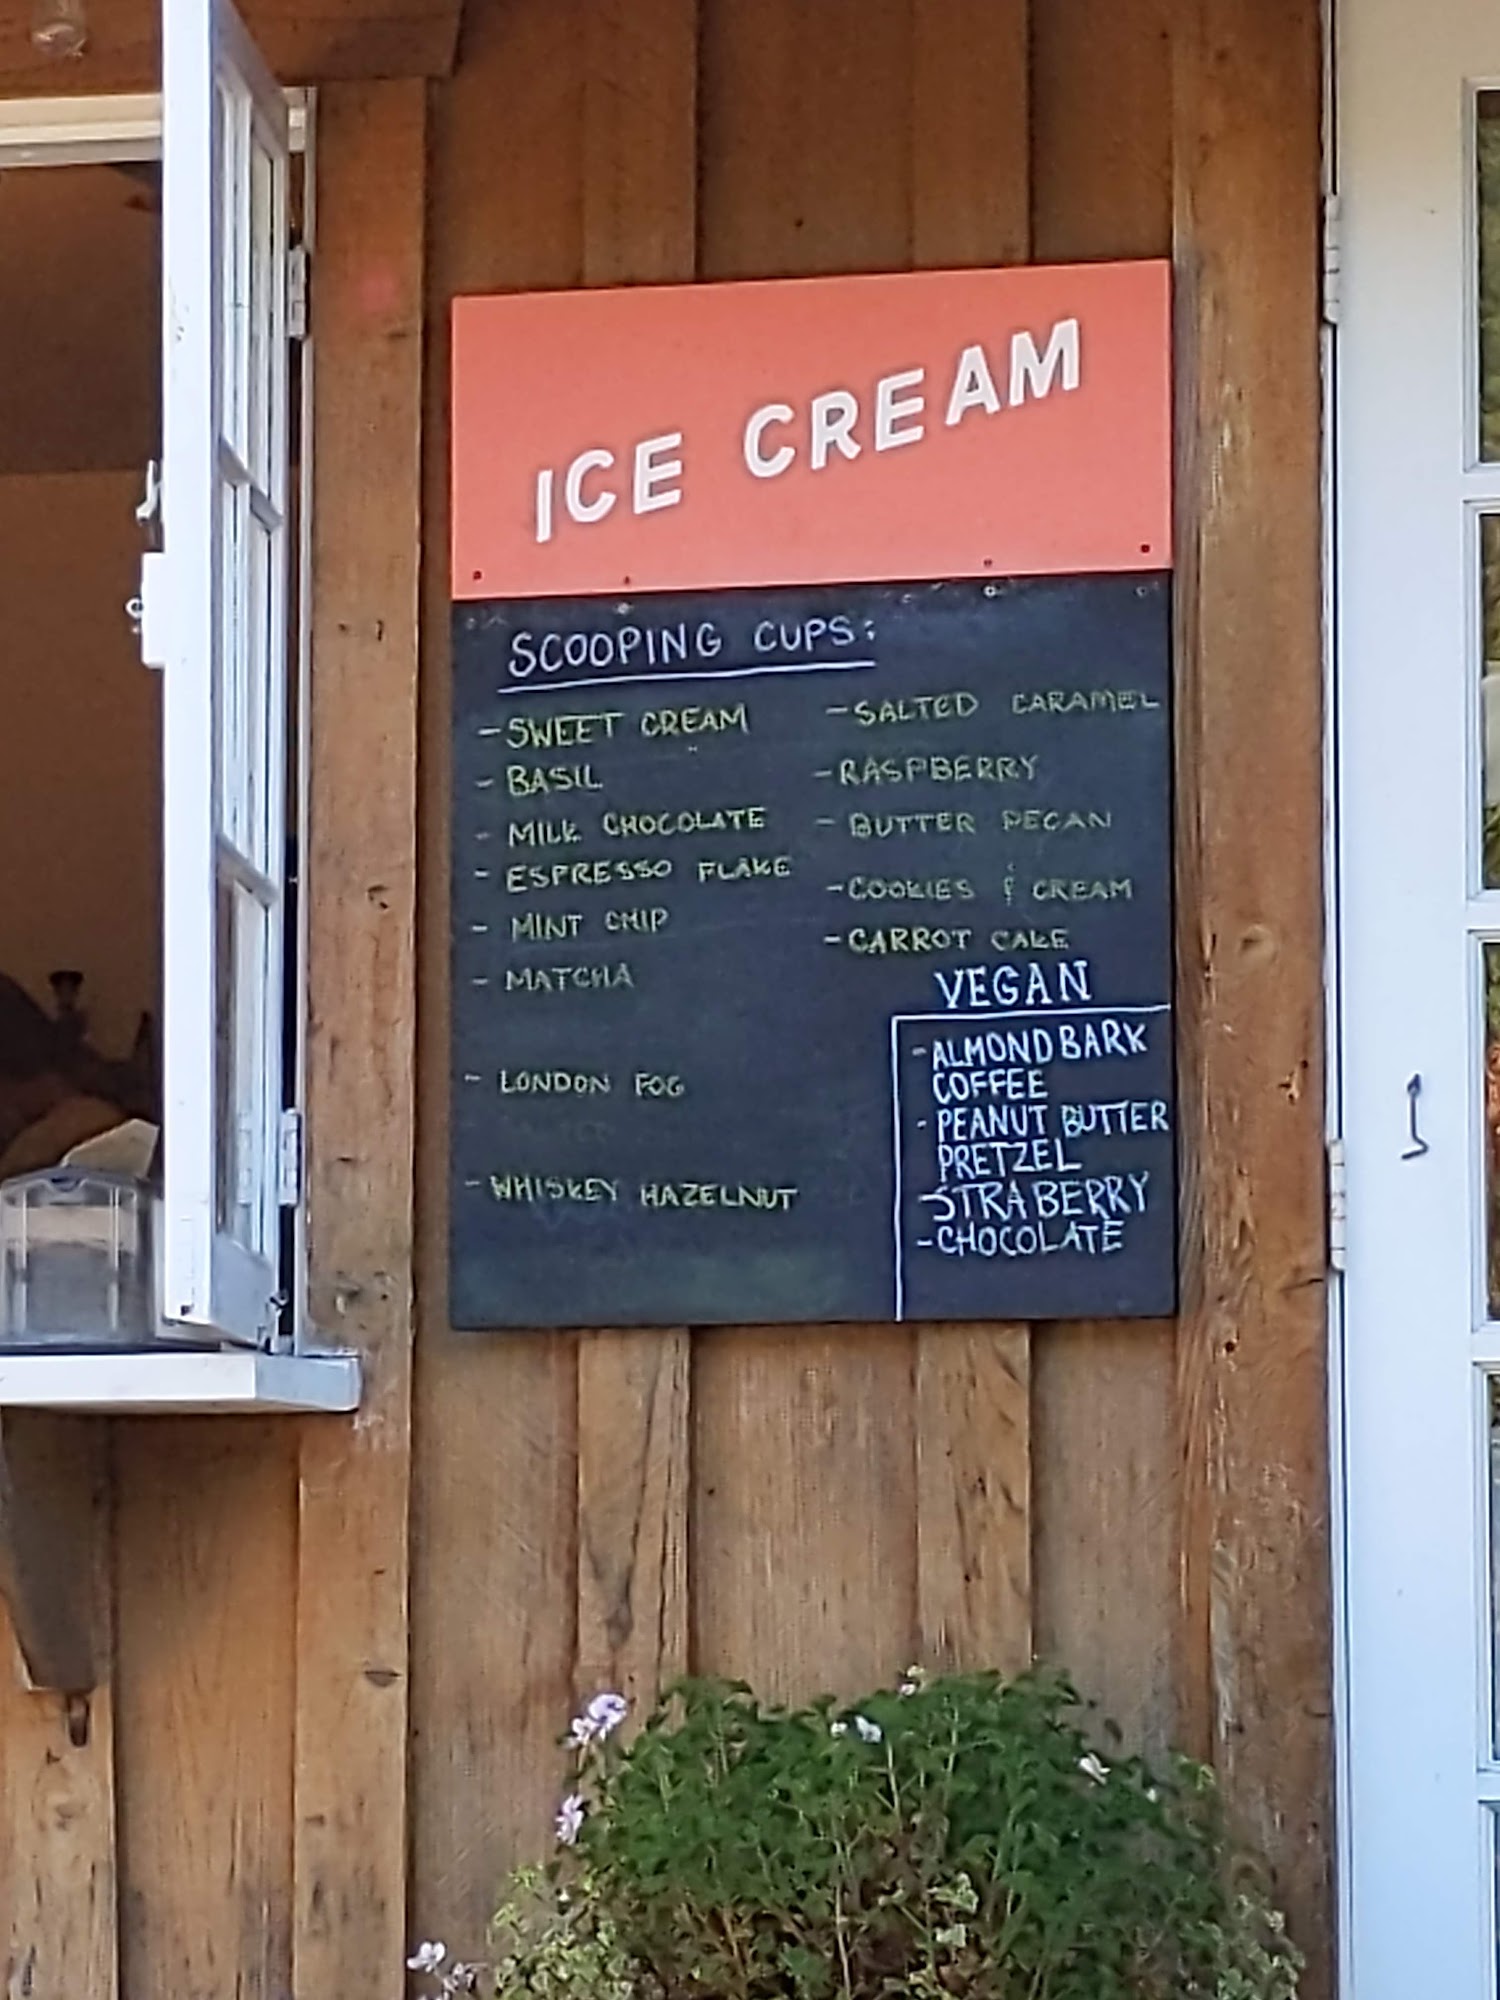 ICE CREAM
SCOOPING CUPS:
- SWEET CREAM
- BASIL
- MILK CHOCOLATE
- ESPRESSO FLAKE
- MINT CHIP
- MATCHA
- LONDON FOG
- WHISKEY HAZELNUT
- SALTED CARAMEL
- RASPBERRY
- BUTTER PECAN
- COOKIES & CREAM
- CARROT CAKE
VEGAN
- ALMOND BARK
COFFEE
- PEANUT BUTTER
PRETZEL
- STRABERRY
- CHOCOLATE